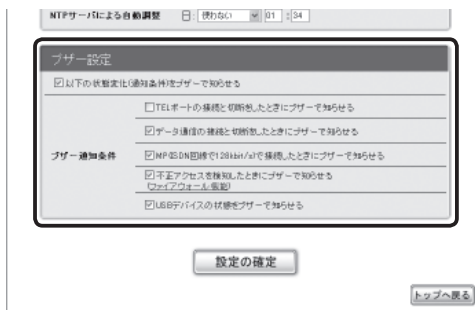 NTPサーバによる自動調整 日: 使わない 01 : 34
ブザー設定
以下の状態変化(通知条件)をブザーで知らせる
ブザー通知条件
TELポートの接続と切断をしたときにブザーで知らせる
データ通信の接続と切断をしたときにブザーで知らせる
MP(ISDN回線で128kbit/s)で接続したときにブザーで知らせる
不正アクセスを検知したときにブザーで知らせる
(ファイアウォール機能)
USBデバイスの状態をブザーで知らせる
設定の確定
トップへ戻る